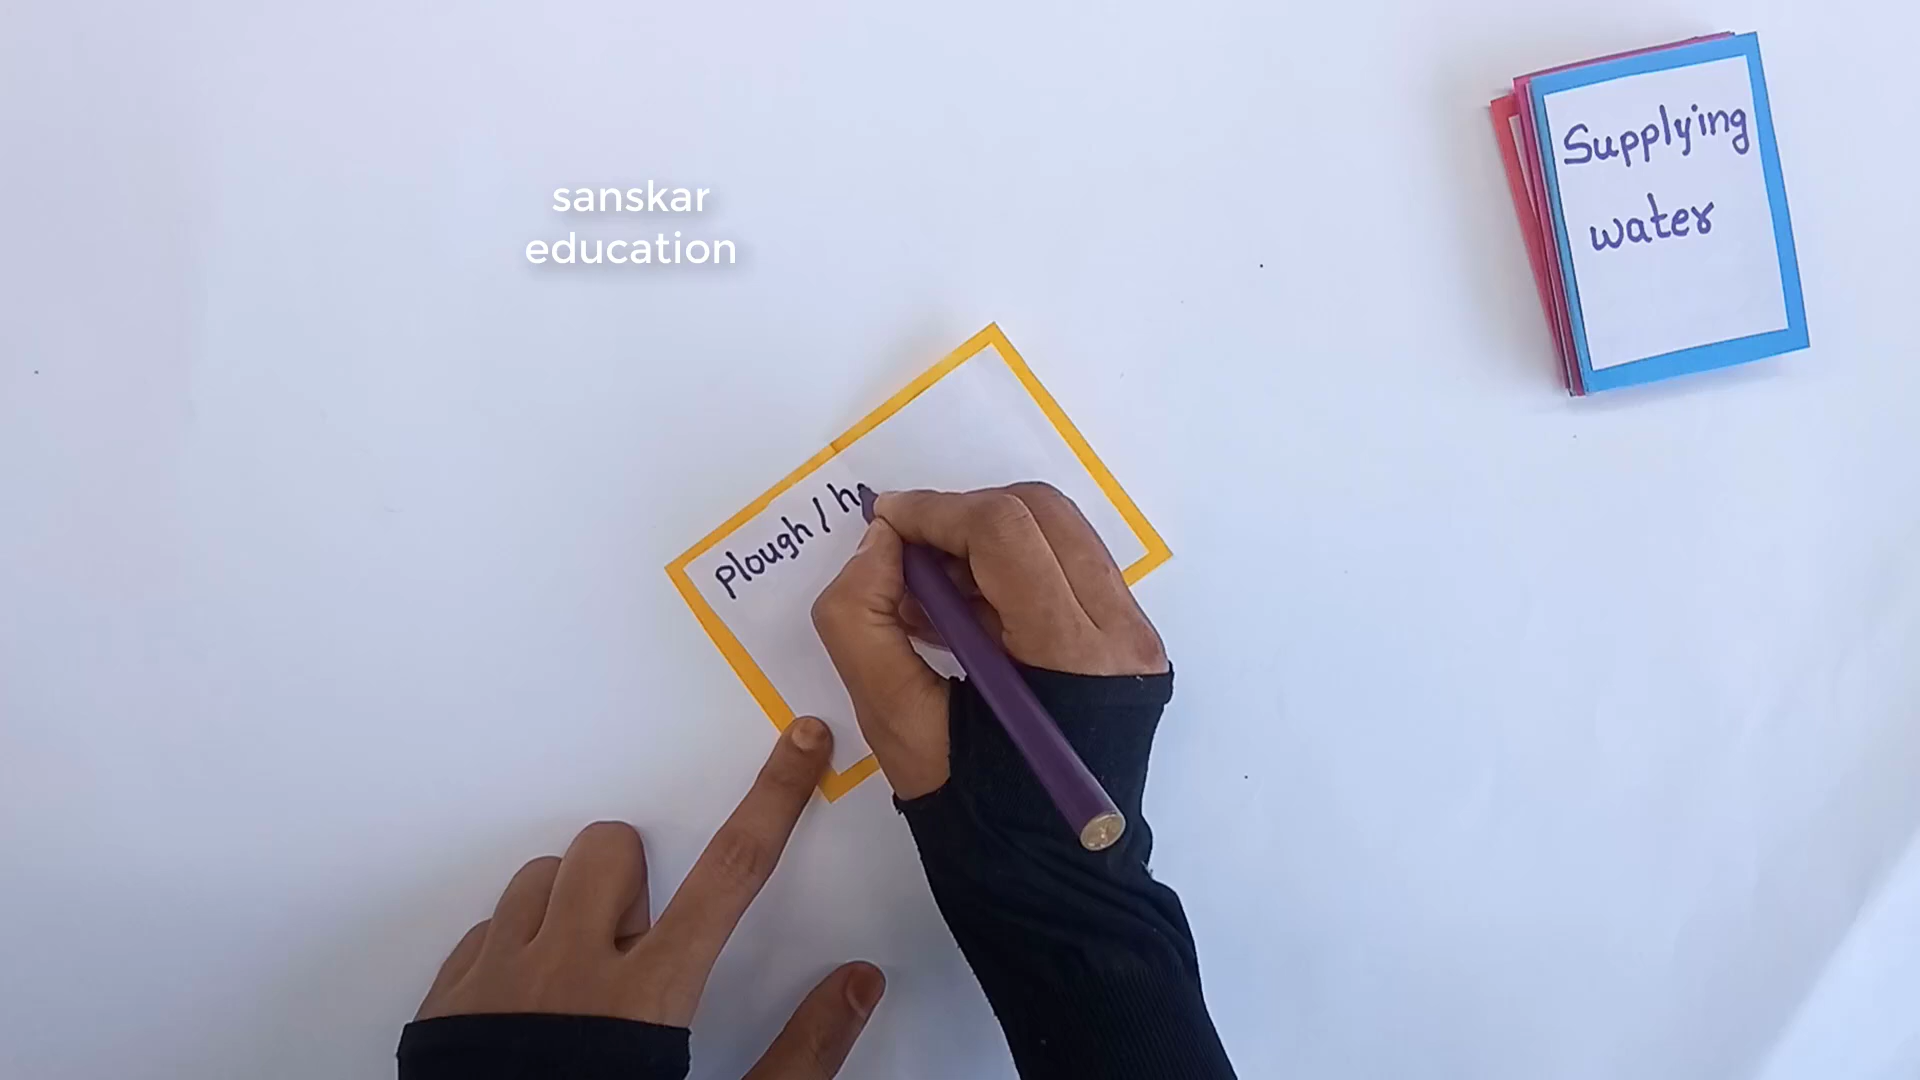 sanskar
education
Supplying
water
plough /